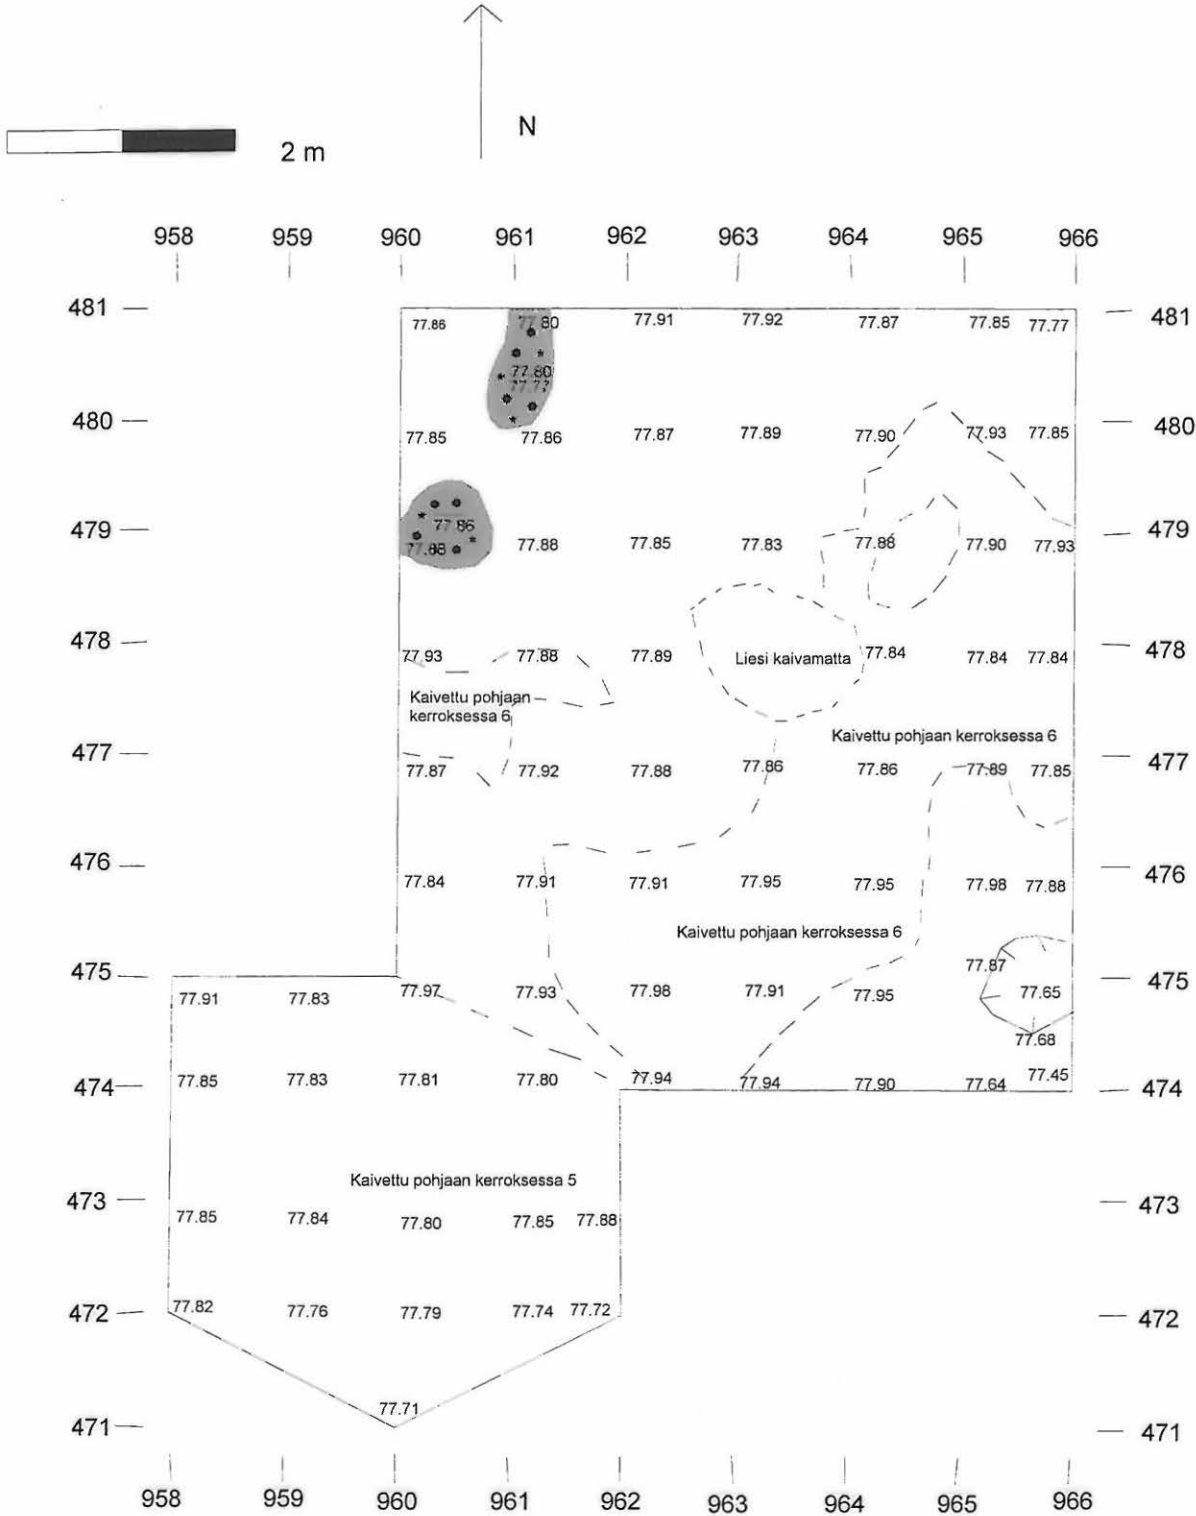 N
2 m
958 959 960 961 962 963 964 965 966
481 77.86 77.80 77.91 77.92 77.87 77.85 77.77 481
77.80
77.77
480 77.85 77.86 77.87 77.89 77.90 77.93 77.85 480
77.86
479 77.88 77.88 77.85 77.83 77.88 77.90 77.93 479
478 77.93 77.88 77.89 Liesi kaivamatta 77.84 77.84 77.84 478
Kaivettu pohjaan
kerroksessa 6
Kaivettu pohjaan kerroksessa 6
477 77.87 77.92 77.88 77.86 77.86 77.89 77.85 477
476 77.84 77.91 77.91 77.95 77.95 77.98 77.88 476
Kaivettu pohjaan kerroksessa 6
77.87
475 77.91 77.83 77.97 77.93 77.98 77.91 77.95 77.65 475
77.68
77.45
474 77.85 77.83 77.81 77.80 77.94 77.94 77.90 77.64 474
Kaivettu pohjaan kerroksessa 5
473 77.85 77.84 77.80 77.85 77.88 473
472 77.82 77.76 77.79 77.74 77.72 472
77.71
471 471
958 959 960 961 962 963 964 965 966